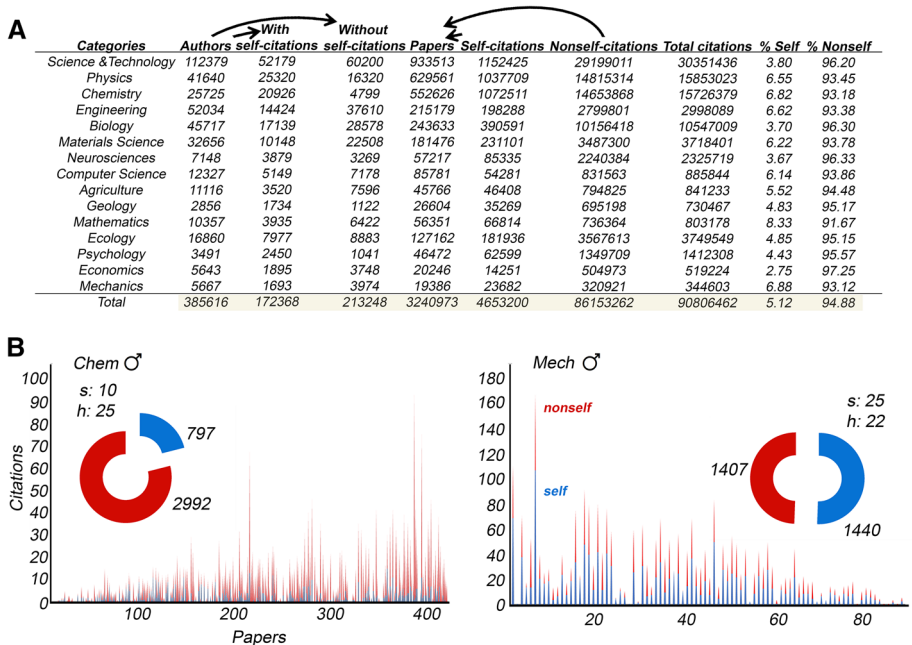 A
With Without
Categories Authors self-citations self-citations Papers Self-citations Nonself-citations Total citations % Self % Nonself
Science &Technology 112379 52179 60200 933513 1152425 29199011 30351436 3.80 96.20
Physics 41640 25320 16320 629561 1037709 14815314 15853023 6.55 93.45
Chemistry 25725 20926 4799 552626 1072511 14653868 15726379 6.82 93.18
Engineering 52034 14424 37610 215179 198288 2799801 2998089 6.62 93.38
Biology 45717 17139 28578 243633 390591 10156418 10547009 3.70 96.30
Materials Science 32656 10148 22508 181476 231101 3487300 3718401 6.22 93.78
Neurosciences 7148 3879 3269 57217 85335 2240384 2325719 3.67 96.33
Computer Science 12327 5149 7178 85781 54281 831563 885844 6.14 93.86
Agriculture 11116 3520 7596 45766 46408 794825 841233 5.52 94.48
Geology 2856 1734 1122 26604 35269 695198 730467 4.83 95.17
Mathematics 10357 3935 6422 56351 66814 736364 803178 8.33 91.67
Ecology 16860 7977 8883 127162 181936 3567613 3749549 4.85 95.15
Psychology 3491 2450 1041 46472 62599 1349709 1412308 4.43 95.57
Economics 5643 1895 3748 20246 14251 504973 519224 2.75 97.25
Mechanics 5667 1693 3974 19386 23682 320921 344603 6.88 93.12
Total 385616 172368 213248 3240973 4653200 86153262 90806462 5.12 94.88
B
Chem ♂
s: 10
h: 25
797
2992
Citations
100
90
80
70
60
50
40
30
20
10
0
100 200 300 400
Papers
Mech ♂
s: 25
h: 22
nonself
self
1407
1440
180
160
140
120
100
80
60
40
20
0
20 40 60 80